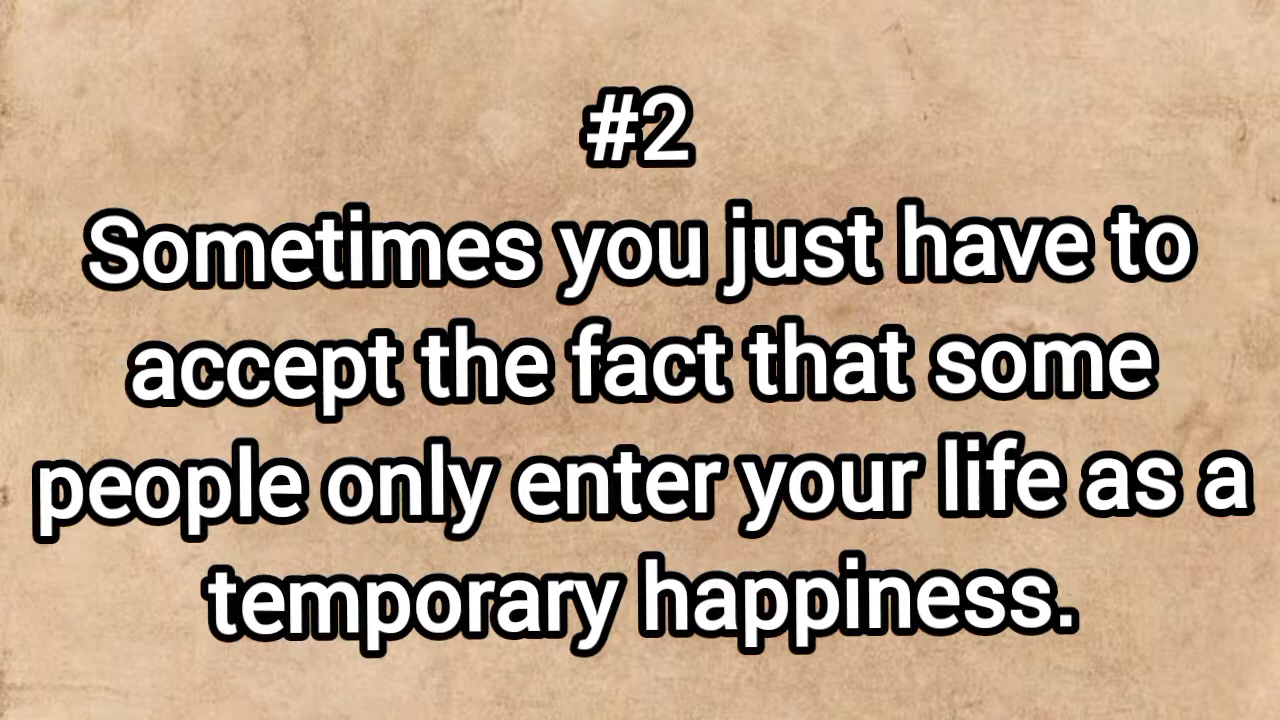 #2
Sometimes you just have to
accept the fact that some
people only enter your life as a
temporary happiness.